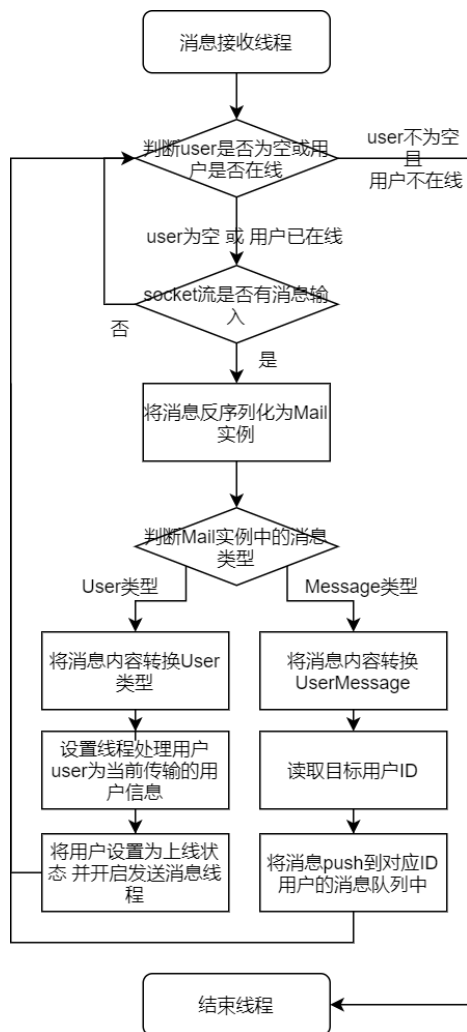 消息接收线程
判断user是否为空或用
户是否在线
user不为空
且
用户不在线
user为空 或 用户已在线
socket流是否有消息输
入
否
是
将消息反序列化为Mail
实例
判断Mail实例中的消息
类型
User类型
Message类型
将消息内容转换User
类型
将消息内容转换
UserMessage
设置线程处理用户
user为当前传输的用
户信息
读取目标用户ID
将用户设置为上线状
态 并开启发送消息线
程
将消息push到对应ID
用户的消息队列中
结束线程